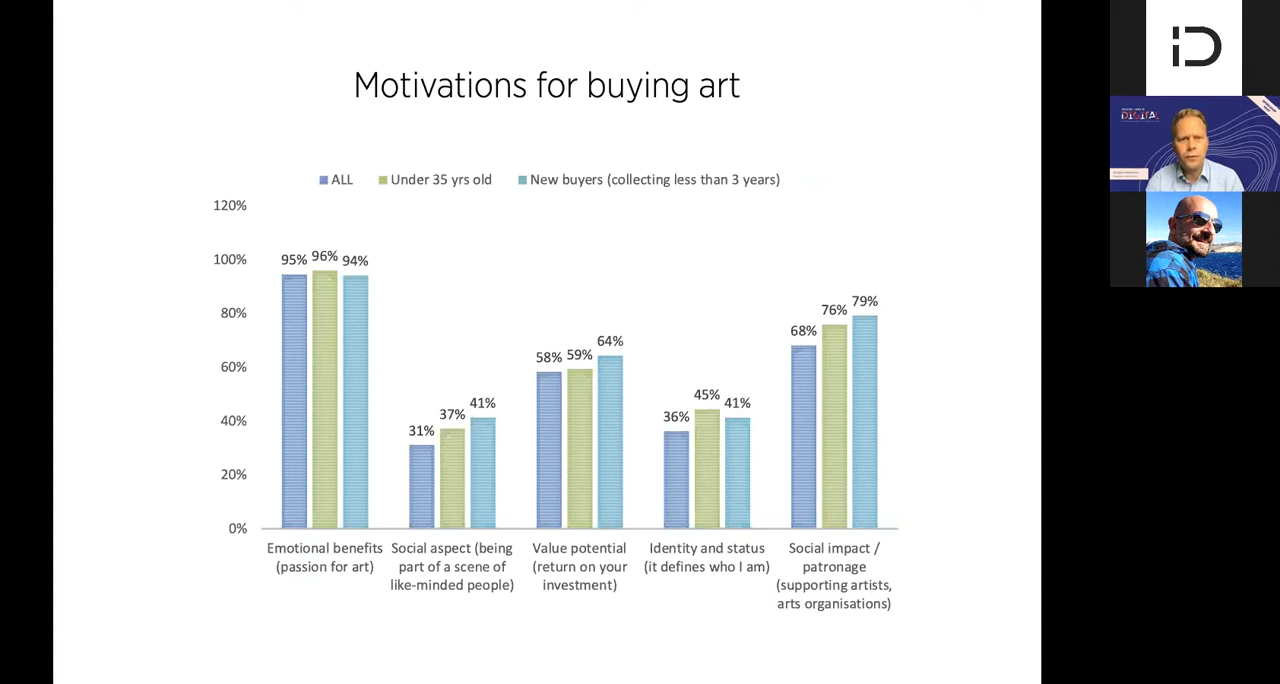 Motivations for buying art
ALL
Under 35 yrs old
New buyers (collecting less than 3 years)
120%
100%
80%
60%
40%
20%
0%
95%
96%
94%
31%
37%
41%
58%
59%
64%
36%
45%
41%
68%
76%
79%
Emotional benefits
(passion for art)
Social aspect (being
part of a scene of
like-minded people)
Value potential
(return on your
investment)
Identity and status
(it defines who I am)
Social impact /
patronage
(supporting artists,
arts organisations)
DIGITAL